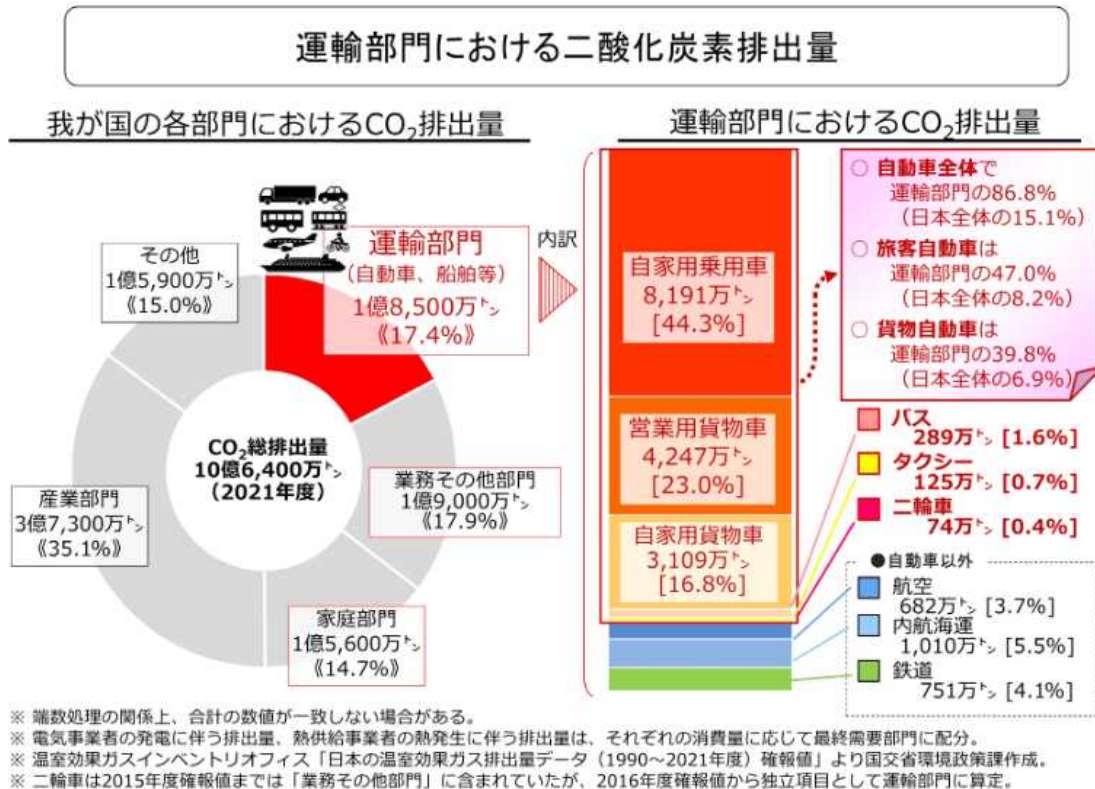 運輸部門における二酸化炭素排出量
我が国の各部門におけるCO₂排出量
その他
1億5,900万㌧
《15.0%》
運輸部門
(自動車、船舶等)
1億8,500万㌧
《17.4%》
CO₂総排出量
10億6,400万㌧
(2021年度)
産業部門
3億7,300万㌧
《35.1%》
業務その他部門
1億9,000万㌧
《17.9%》
家庭部門
1億5,600万㌧
《14.7%》
内訳
運輸部門におけるCO₂排出量
自家用乗用車
8,191万㌧
[44.3%]
営業用貨物車
4,247万㌧
[23.0%]
自家用貨物車
3,109万㌧
[16.8%]
○ 自動車全体で
運輸部門の86.8%
(日本全体の15.1%)
○ 旅客自動車は
運輸部門の47.0%
(日本全体の8.2%)
○ 貨物自動車は
運輸部門の39.8%
(日本全体の6.9%)
バス
289万㌧ [1.6%]
タクシー
125万㌧ [0.7%]
二輪車
74万㌧ [0.4%]
●自動車以外
航空
682万㌧ [3.7%]
内航海運
1,010万㌧ [5.5%]
鉄道
751万㌧ [4.1%]
※ 端数処理の関係上、合計の数値が一致しない場合がある。
※ 電気事業者の発電に伴う排出量、熱供給事業者の熱発生に伴う排出量は、それぞれの消費量に応じて最終需要部門に配分。
※ 温室効果ガスインベントリオフィス「日本の温室効果ガス排出量データ(1990~2021年度)確報値」より国交省環境政策課作成。
※ 二輪車は2015年度確報値までは「業務その他部門」に含まれていたが、2016年度確報値から独立項目として運輸部門に算定。